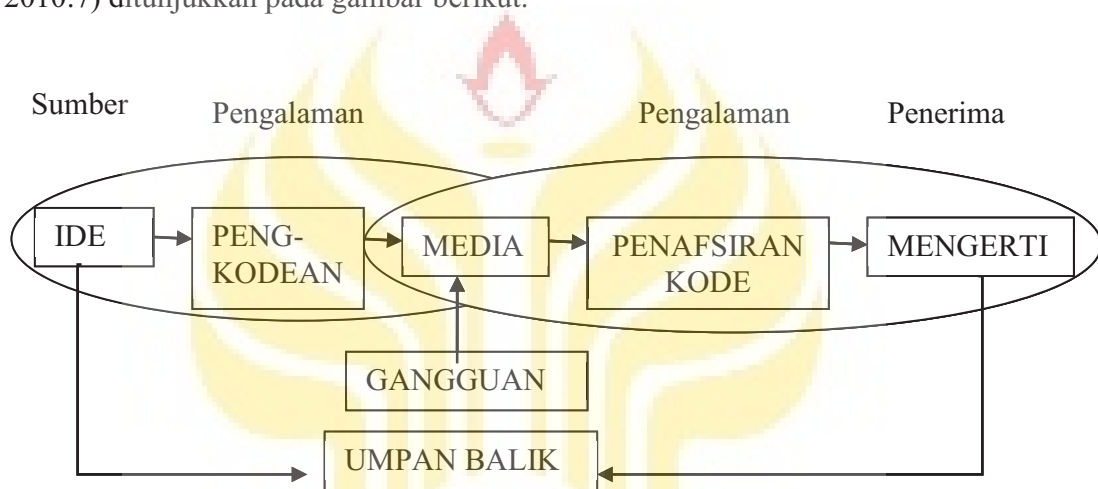 2010:7) ditunjukkan pada gambar berikut:
Sumber Pengalaman Pengalaman Penerima
IDE PENG- MEDIA PENAFSIRAN MENGERTI
KODEAN KODE
GANGGUAN
UMPAN BALIK